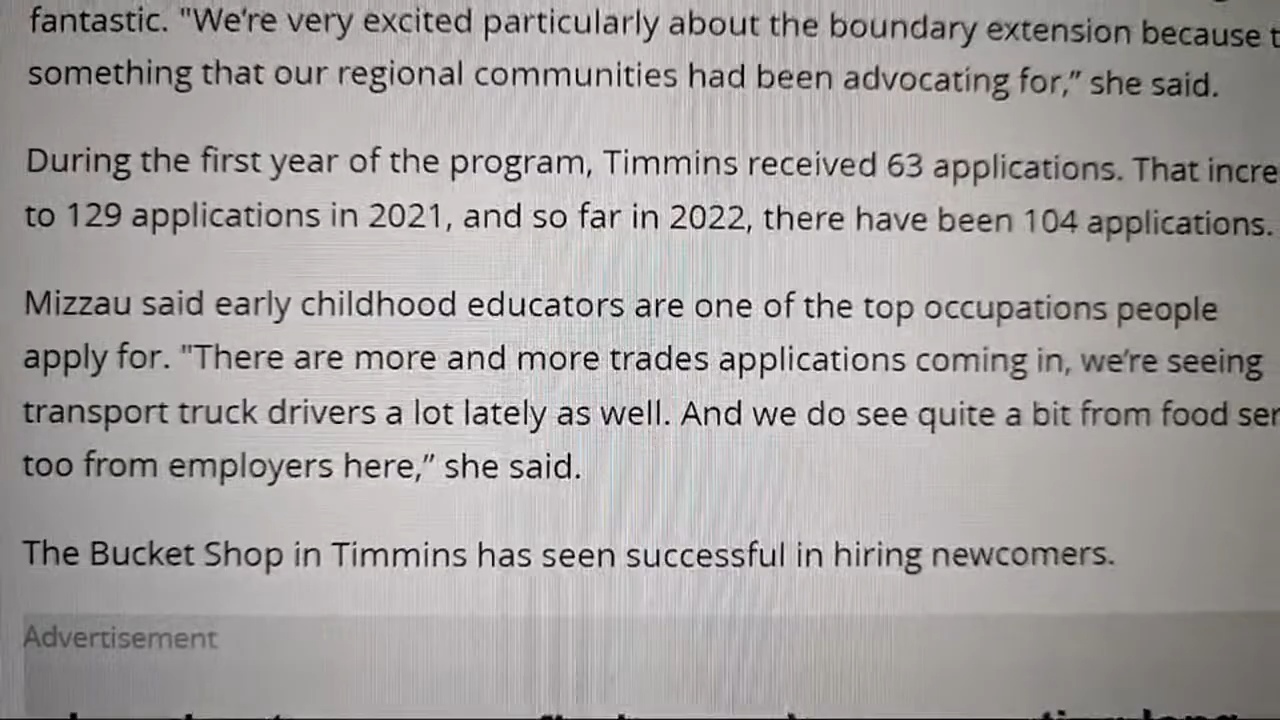 fantastic. "We're very excited particularly about the boundary extension because
something that our regional communities had been advocating for,” she said.
During the first year of the program, Timmins received 63 applications. That
to 129 applications in 2021, and so far in 2022, there have been 104 applications.
Mizzau said early childhood educators are one of the top occupations people
apply for. "There are more and more trades applications coming in, we're seeing
transport truck drivers a lot lately as well. And we do see quite a bit from food
too from employers here,” she said.
The Bucket Shop in Timmins has seen successful in hiring newcomers.
Advertisement